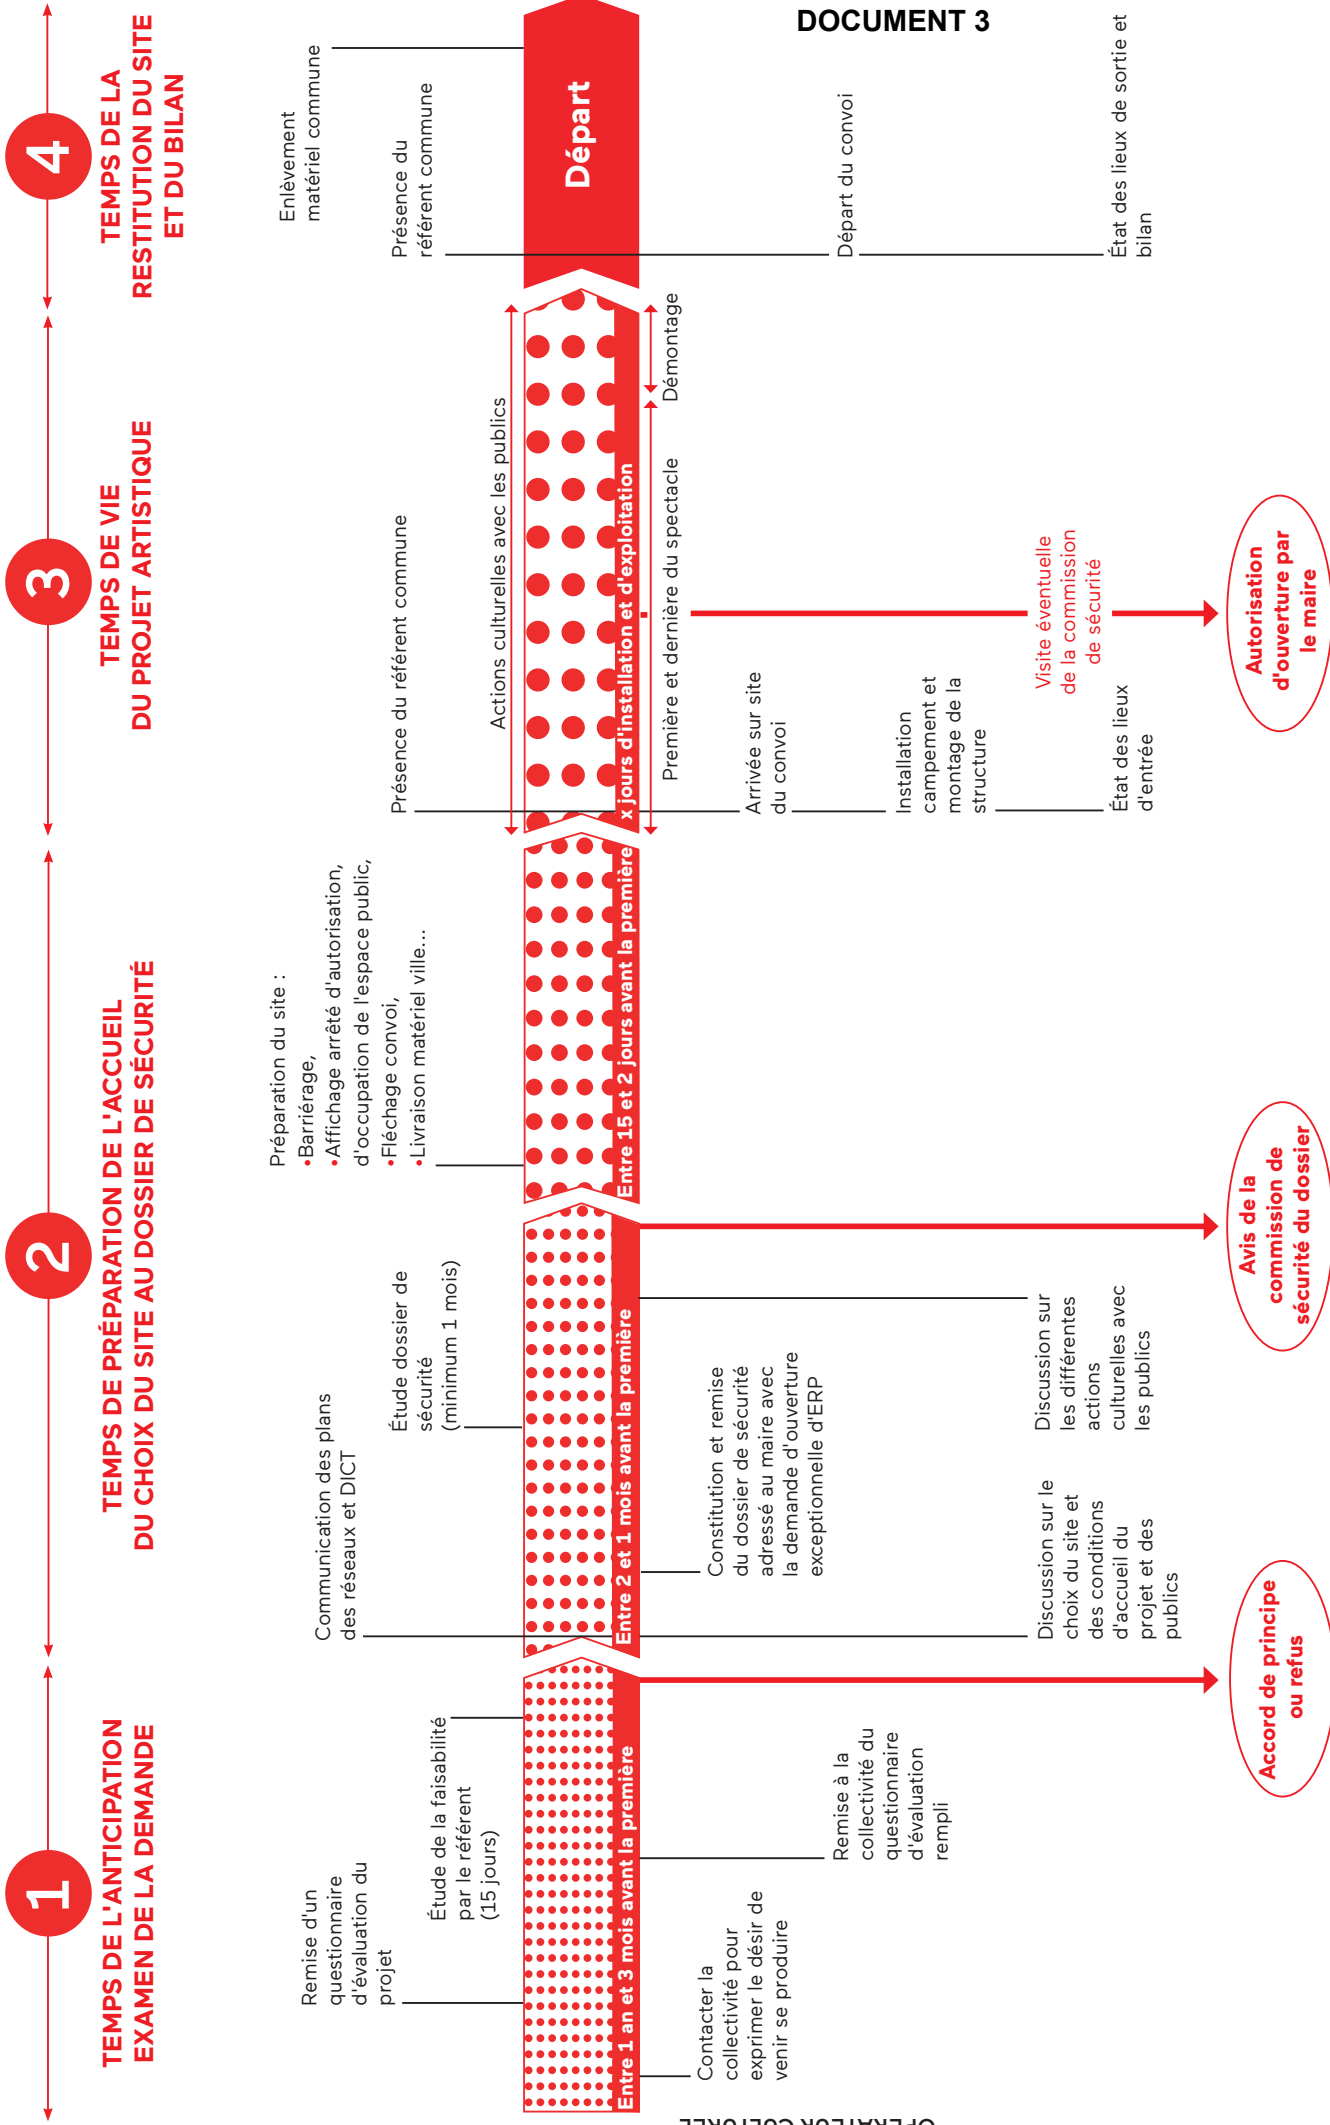 DOCUMENT 3
1
TEMPS DE L'ANTICIPATION
EXAMEN DE LA DEMANDE
2
TEMPS DE PRÉPARATION DE L'ACCUEIL
DU CHOIX DU SITE AU DOSSIER DE SÉCURITÉ
3
TEMPS DE VIE
DU PROJET ARTISTIQUE
4
TEMPS DE LA
RESTITUTION DU SITE
ET DU BILAN
Remise d'un
questionnaire
d'évaluation du
projet
Étude de la faisabilité
par le référent
(15 jours)
Communication des plans
des réseaux et DICT
Étude dossier de
sécurité
(minimum 1 mois)
Préparation du site :
•Barriérage,
•Affichage arrêté d'autorisation,
d'occupation de l'espace public,
•Fléchage convoi,
•Livraison matériel ville...
Présence du référent commune
Actions culturelles avec les publics
Enlèvement
matériel commune
Présence du
référent commune
Entre 1 an et 3 mois avant la première
Entre 2 et 1 mois avant la première
Entre 15 et 2 jours avant la première
x jours d'installation et d'exploitation
Départ
Première et dernière du spectacle
Démontage
OPÉRATEUR CULTUREL
Contacter la
collectivité pour
exprimer le désir de
venir se produire
Remise à la
collectivité du
questionnaire
d'évaluation
rempli
Constitution et remise
du dossier de sécurité
adressé au maire avec
la demande d'ouverture
exceptionnelle d'ERP
Discussion sur le
choix du site et
des conditions
d'accueil du
projet et des
publics
Discussion sur
les différentes
actions
culturelles avec
les publics
Arrivée sur site
du convoi
Installation
campement et
montage de la
structure
État des lieux
d'entrée
Visite éventuelle
de la commission
de sécurité
Départ du convoi
État des lieux de sortie et
bilan
Accord de principe
ou refus
Avis de la
commission de
sécurité du dossier
Autorisation
d'ouverture par
le maire